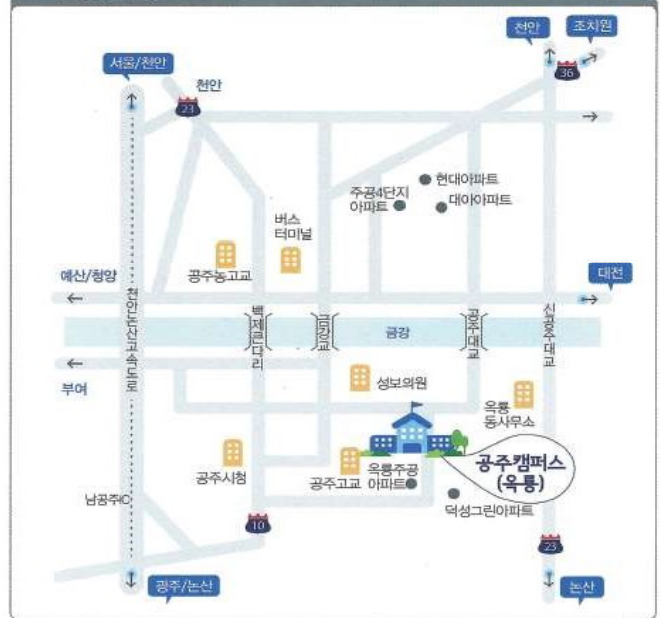 천안
조치원
서울/천안
36
천안
23
현대아파트
주공4단지
아파트
대아아파트
버스
터미널
공주농고교
예산/청양
대전
천안논산고속도로
백제큰다리
금강교
금강
공주대교
신공주대교
부여
성보의원
옥룡
동사무소
공주시청
공주고교
옥룡주공
아파트
공주캠퍼스
(옥룡)
남공주IC
덕성그린아파트
10
23
광주/논산
논산